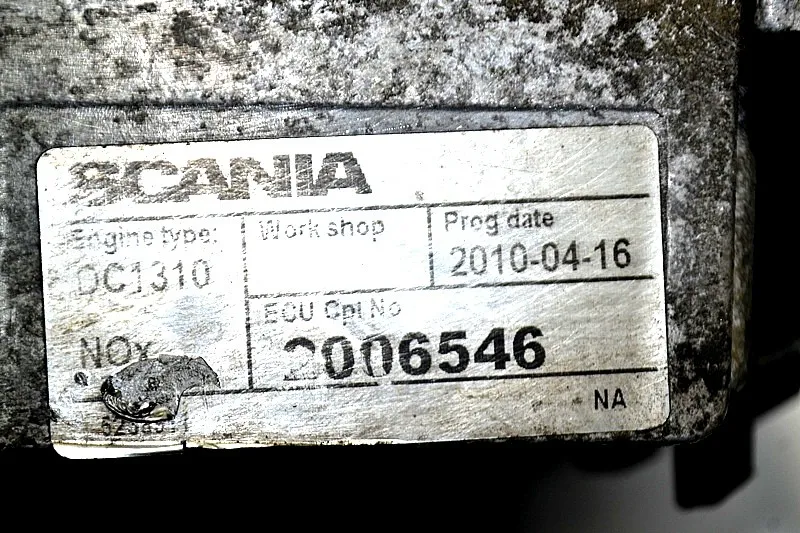 SCANIA
Engine type: Work shop Prog date
DC1310 2010-04-16
ECU Cpl No
NOx 2006546
NA